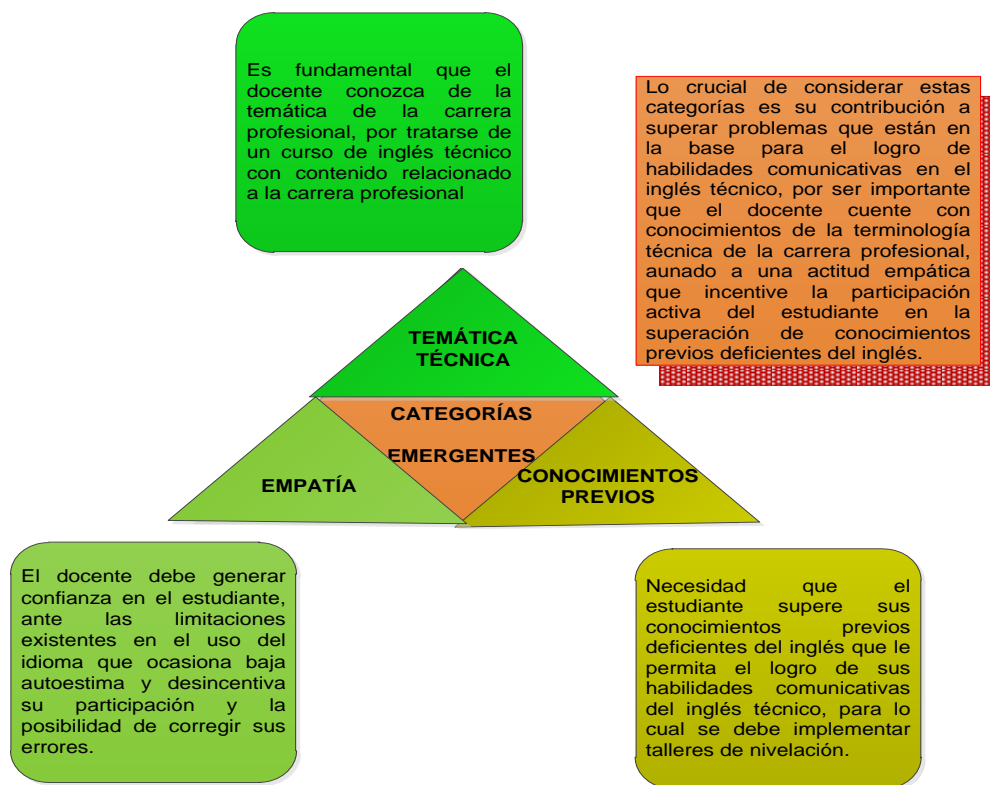 Es fundamental que el
docente conozca de la
temática de la carrera
profesional, por tratarse de
un curso de inglés técnico
con contenido relacionado
a la carrera profesional
Lo crucial de considerar estas
categorías es su contribución a
superar problemas que están en
la base para el logro de
habilidades comunicativas en el
inglés técnico, por ser importante
que el docente cuente con
conocimientos de la terminología
técnica de la carrera profesional,
aunado a una actitud empática
que incentive la participación
activa del estudiante en la
superación de conocimientos
previos deficientes del inglés.
TEMÁTICA
TÉCNICA
CATEGORÍAS
EMERGENTES
EMPATÍA
CONOCIMIENTOS
PREVIOS
El docente debe generar
confianza en el estudiante,
ante las limitaciones
existentes en el uso del
idioma que ocasiona baja
autoestima y desincentiva
su participación y la
posibilidad de corregir sus
errores.
Necesidad que el
estudiante supere sus
conocimientos previos
deficientes del inglés que le
permita el logro de sus
habilidades comunicativas
del inglés técnico, para lo
cual se debe implementar
talleres de nivelación.